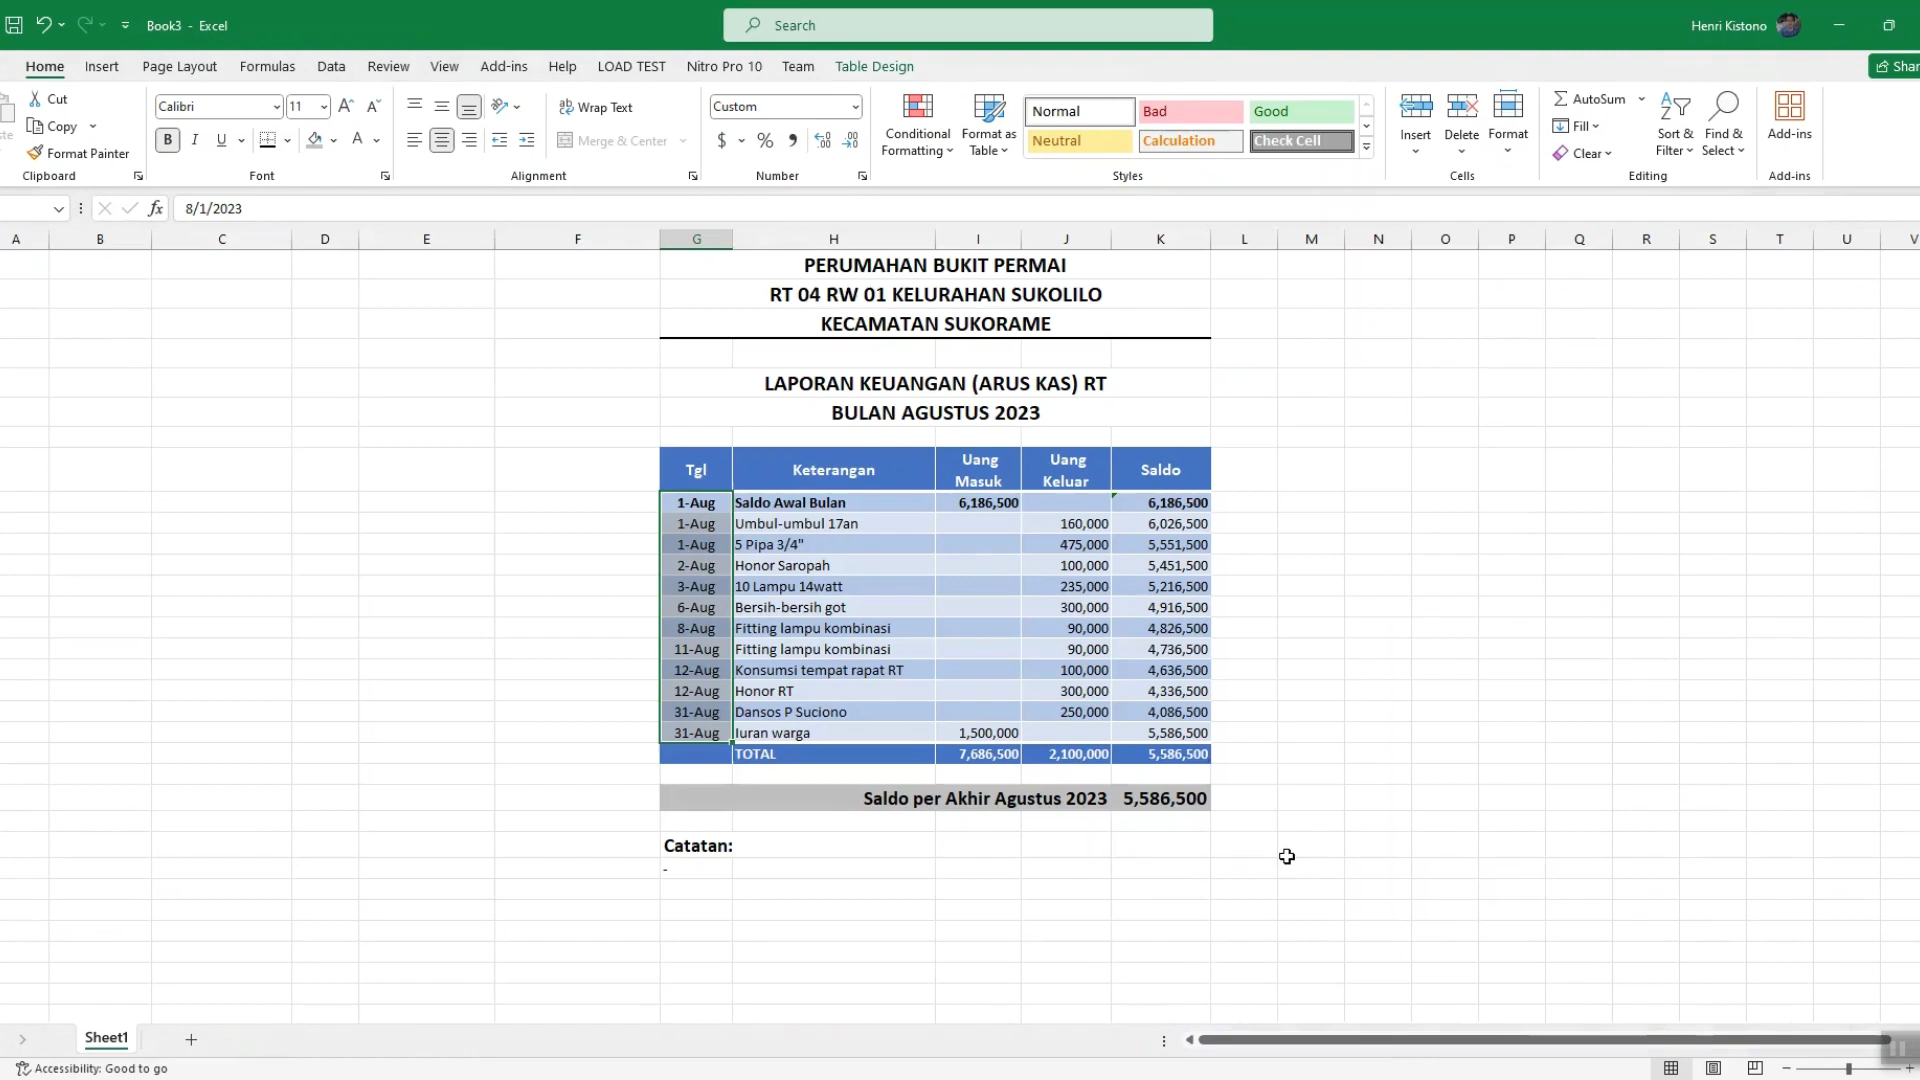 Book3 - Excel
Search
Henri Kistono
Home Insert Page Layout Formulas Data Review View Add-ins Help LOAD TEST Nitro Pro 10 Team Table Design
Cut
Copy
Format Painter
Clipboard
Calibri 11
B I U
Font
Wrap Text
Merge & Center
Alignment
Custom
$ % ,
Number
Conditional Formatting
Format as Table
Normal Bad Good
Neutral Calculation Check Cell
Styles
Insert Delete Format
Cells
AutoSum
Fill
Clear
Sort & Filter
Find & Select
Editing
Add-ins
Add-ins
fx 8/1/2023
A B C D E F G H I J K L M N O P Q R S T U V
PERUMAHAN BUKIT PERMAI
RT 04 RW 01 KELURAHAN SUKOLILO
KECAMATAN SUKORAME
LAPORAN KEUANGAN (ARUS KAS) RT
BULAN AGUSTUS 2023
Tgl Keterangan Uang Masuk Uang Keluar Saldo
1-Aug Saldo Awal Bulan 6,186,500 6,186,500
1-Aug Umbul-umbul 17an 160,000 6,026,500
1-Aug 5 Pipa 3/4" 475,000 5,551,500
2-Aug Honor Saropah 100,000 5,451,500
3-Aug 10 Lampu 14watt 235,000 5,216,500
6-Aug Bersih-bersih got 300,000 4,916,500
8-Aug Fitting lampu kombinasi 90,000 4,826,500
11-Aug Fitting lampu kombinasi 90,000 4,736,500
12-Aug Konsumsi tempat rapat RT 100,000 4,636,500
12-Aug Honor RT 300,000 4,336,500
31-Aug Dansos P Suciono 250,000 4,086,500
31-Aug Iuran warga 1,500,000 5,586,500
TOTAL 7,686,500 2,100,000 5,586,500
Saldo per Akhir Agustus 2023 5,586,500
Catatan:
-
Sheet1
Accessibility: Good to go